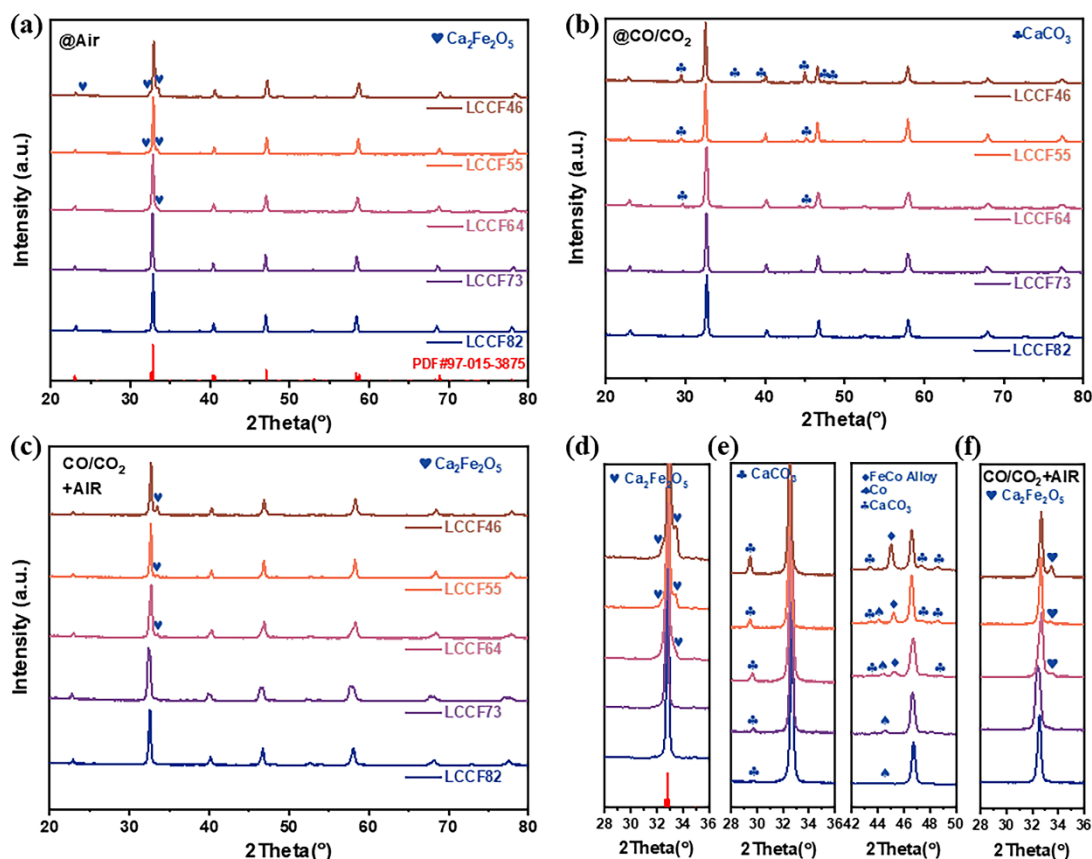 (a)
@Air
♥Ca₂Fe₂O₅
LCCF46
LCCF55
LCCF64
LCCF73
LCCF82
PDF#97-015-3875
Intensity (a.u.)
20 30 40 50 60 70 80
2Theta(º)
(b)
@CO/CO₂
♣CaCO₃
LCCF46
LCCF55
LCCF64
LCCF73
LCCF82
Intensity (a.u.)
20 30 40 50 60 70 80
2Theta(º)
(c)
CO/CO₂
+AIR
♥Ca₂Fe₂O₅
LCCF46
LCCF55
LCCF64
LCCF73
LCCF82
Intensity (a.u.)
20 30 40 50 60 70 80
2Theta(º)
(d)
♥ Ca₂Fe₂O₅
28 30 32 34 36
2Theta(º)
(e)
♣ CaCO₃
28 30 32 34 36
2Theta(º)
♦FeCo Alloy
♠Co
♣CaCO₃
42 44 46 48 50
2Theta(º)
(f)
CO/CO₂+AIR
♥ Ca₂Fe₂O₅
28 30 32 34 36
2Theta(º)